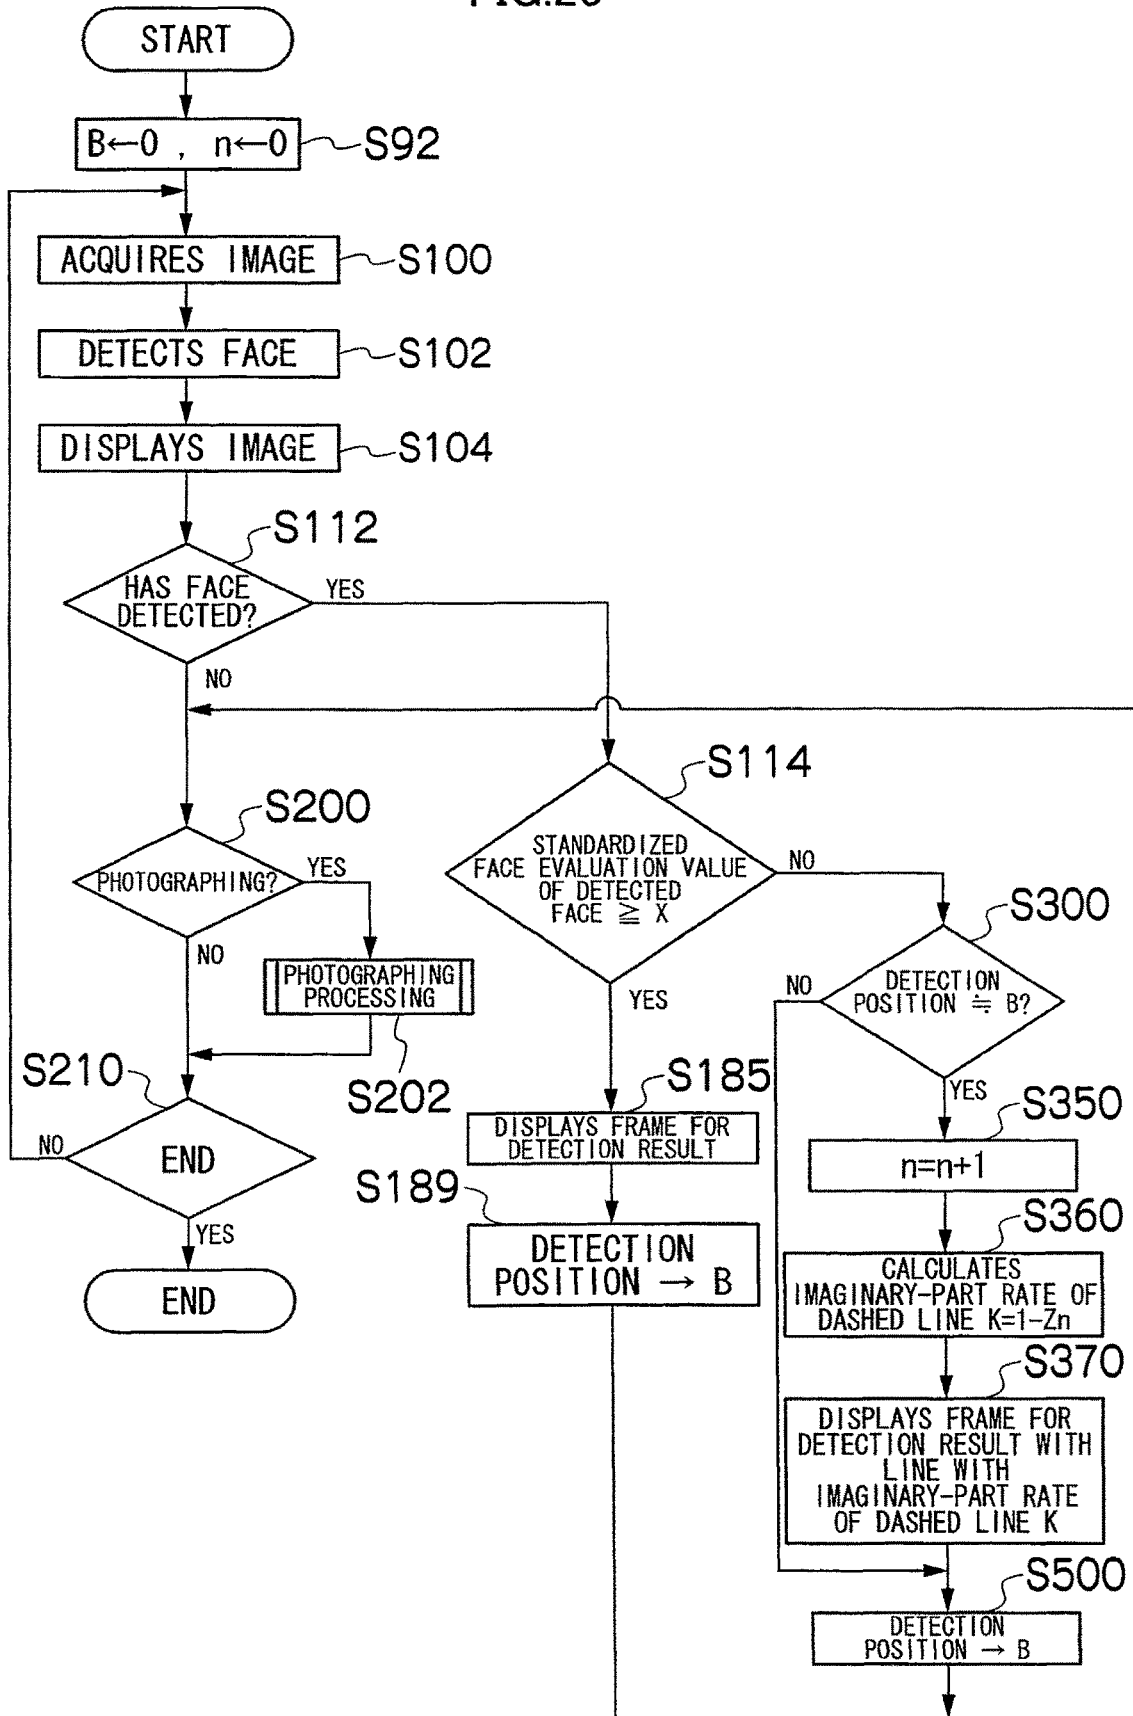 START
B←0 , n←0
S92
ACQUIRES IMAGE
S100
DETECTS FACE
S102
DISPLAYS IMAGE
S104
S112
HAS FACE
DETECTED?
YES
NO
S114
STANDARDIZED
FACE EVALUATION VALUE
OF DETECTED
FACE ≧ X
NO
YES
S200
PHOTOGRAPHING?
YES
NO
PHOTOGRAPHING
PROCESSING
S202
S210
END
NO
YES
END
S300
DETECTION
POSITION ≒ B?
NO
YES
S185
DISPLAYS FRAME FOR
DETECTION RESULT
S189
DETECTION
POSITION → B
S350
n=n+1
S360
CALCULATES
IMAGINARY-PART RATE OF
DASHED LINE K=1-Zn
S370
DISPLAYS FRAME FOR
DETECTION RESULT WITH
LINE WITH
IMAGINARY-PART RATE
OF DASHED LINE K
S500
DETECTION
POSITION → B